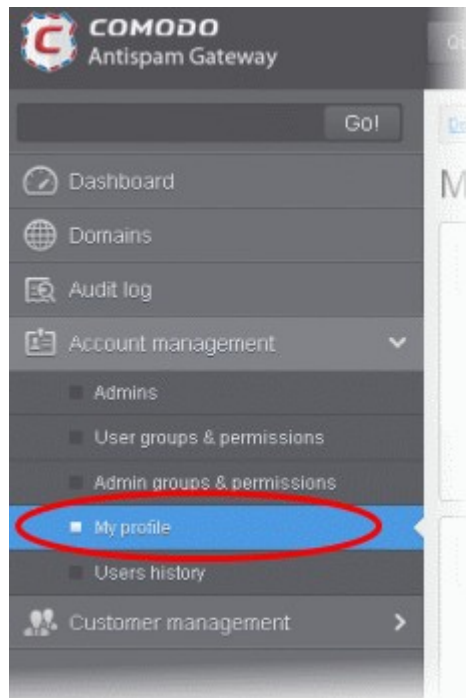 COMODO
Antispam Gateway
Go!
Dashboard
Domains
Audit log
Account management
Admins
User groups & permissions
Admin groups & permissions
My profile
Users history
Customer management